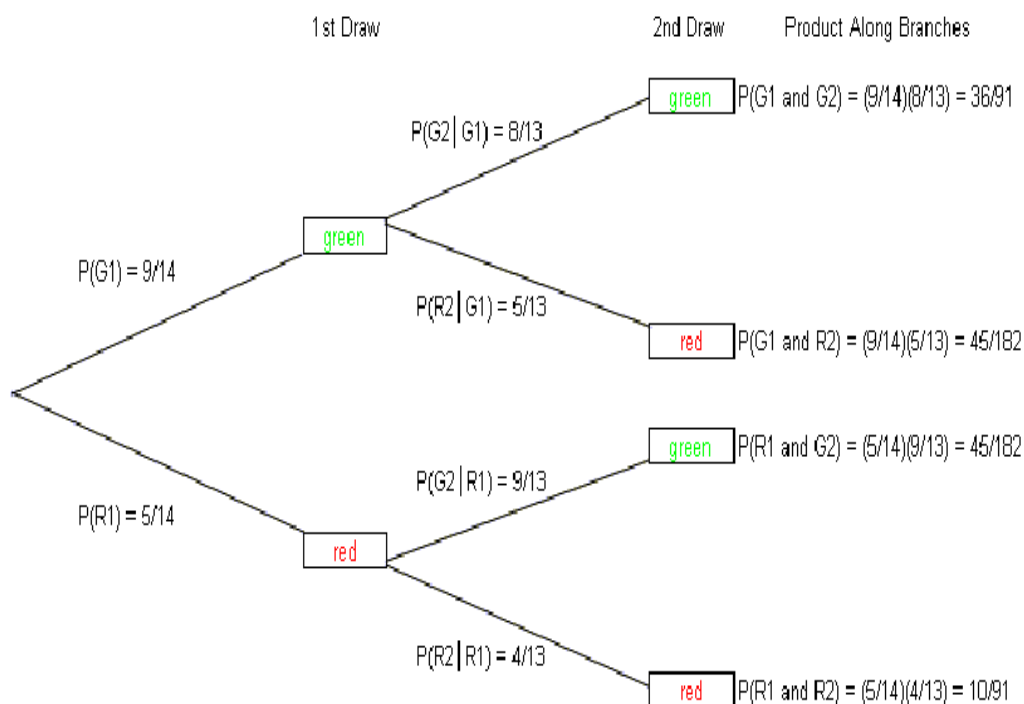 1st Draw 2nd Draw Product Along Branches
green P(G1 and G2) = (9/14)(8/13) = 36/91
P(G2|G1) = 8/13
green
P(G1) = 9/14
P(R2|G1) = 5/13
red P(G1 and R2) = (9/14)(5/13) = 45/182
green P(R1 and G2) = (5/14)(9/13) = 45/182
P(G2|R1) = 9/13
P(R1) = 5/14
red
P(R2|R1) = 4/13
red P(R1 and R2) = (5/14)(4/13) = 10/91